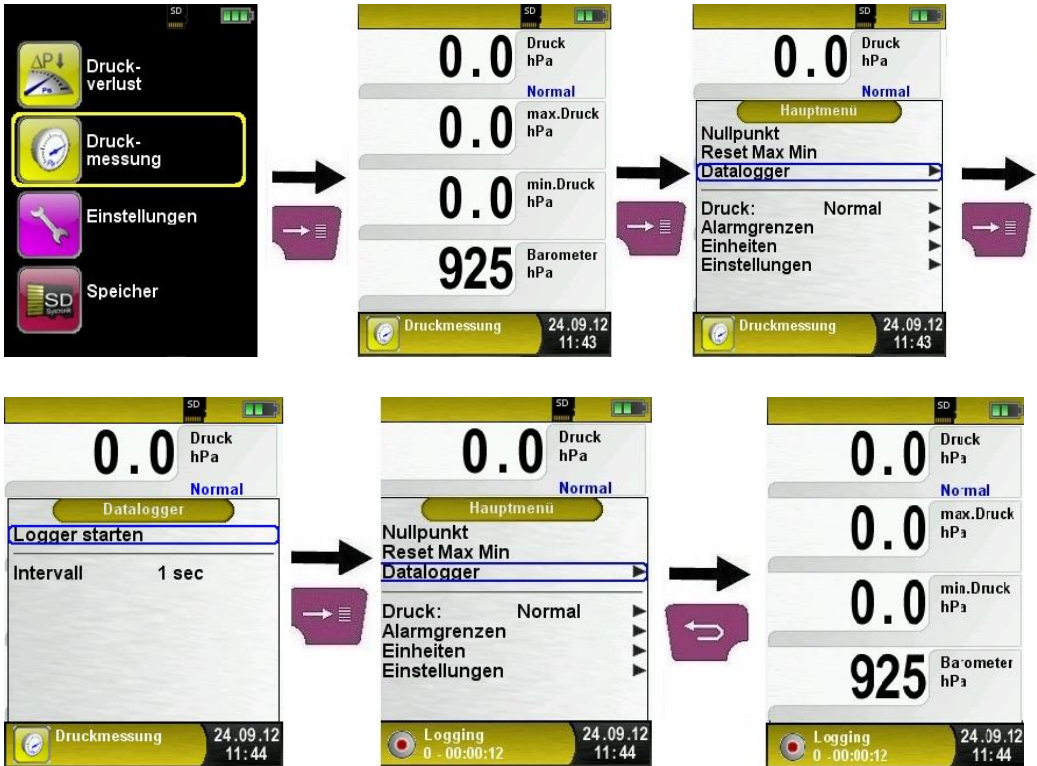 SD
ΔP
Pa
Druck-
verlust
Druck-
messung
Einstellungen
SD
Systronik
Speicher
SD
0.0 Druck
hPa
Normal
0.0 max.Druck
hPa
0.0 min.Druck
hPa
925 Barometer
hPa
Druckmessung 24.09.12
11:43
SD
0.0 Druck
hPa
Normal
Hauptmenü
Nullpunkt
Reset Max Min
Datalogger
Druck: Normal
Alarmgrenzen
Einheiten
Einstellungen
Druckmessung 24.09.12
11:43
SD
0.0 Druck
hPa
Normal
Datalogger
Logger starten
Intervall 1 sec
Druckmessung 24.09.12
11:44
SD
0.0 Druck
hPa
Normal
Hauptmenü
Nullpunkt
Reset Max Min
Datalogger
Druck: Normal
Alarmgrenzen
Einheiten
Einstellungen
Logging 24.09.12
0 - 00:00:12 11:44
SD
0.0 Druck
hPa
Normal
0.0 max.Druck
hPa
0.0 min.Druck
hPa
925 Barometer
hPa
Logging 24.09.12
0 - 00:00:12 11:44